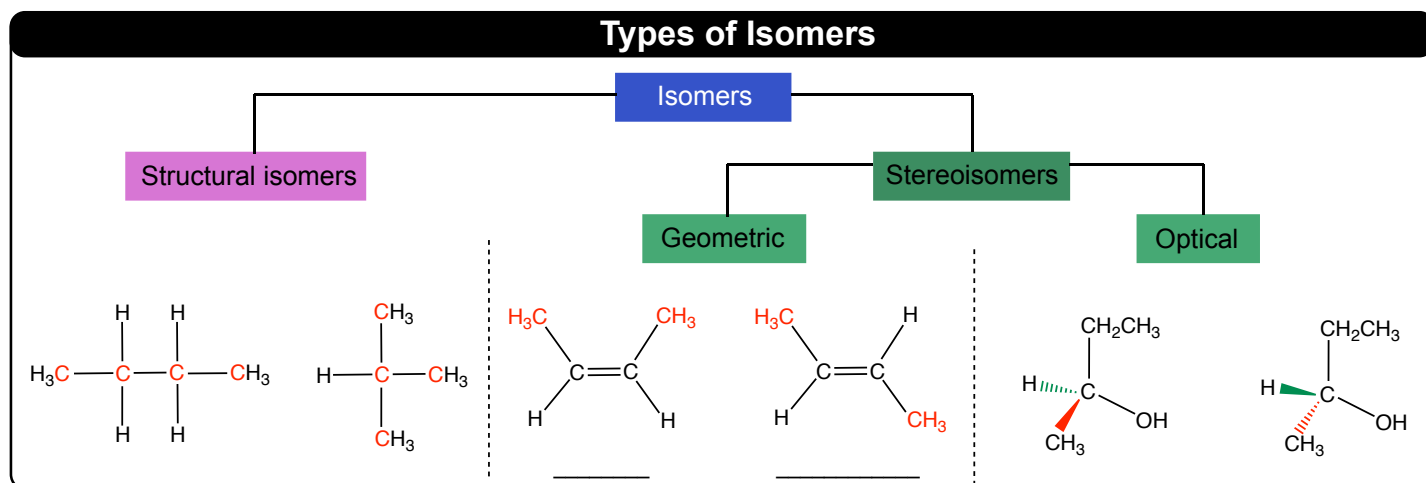 Types of Isomers
Isomers
Structural isomers
Stereoisomers
Geometric
Optical
H H
H₃C C C CH₃
H H
CH₃
H C CH₃
CH₃
H₃C CH₃
C C
H H
H₃C H
C C
H CH₃
CH₂CH₃
H C
OH
CH₃
CH₂CH₃
H C
OH
CH₃